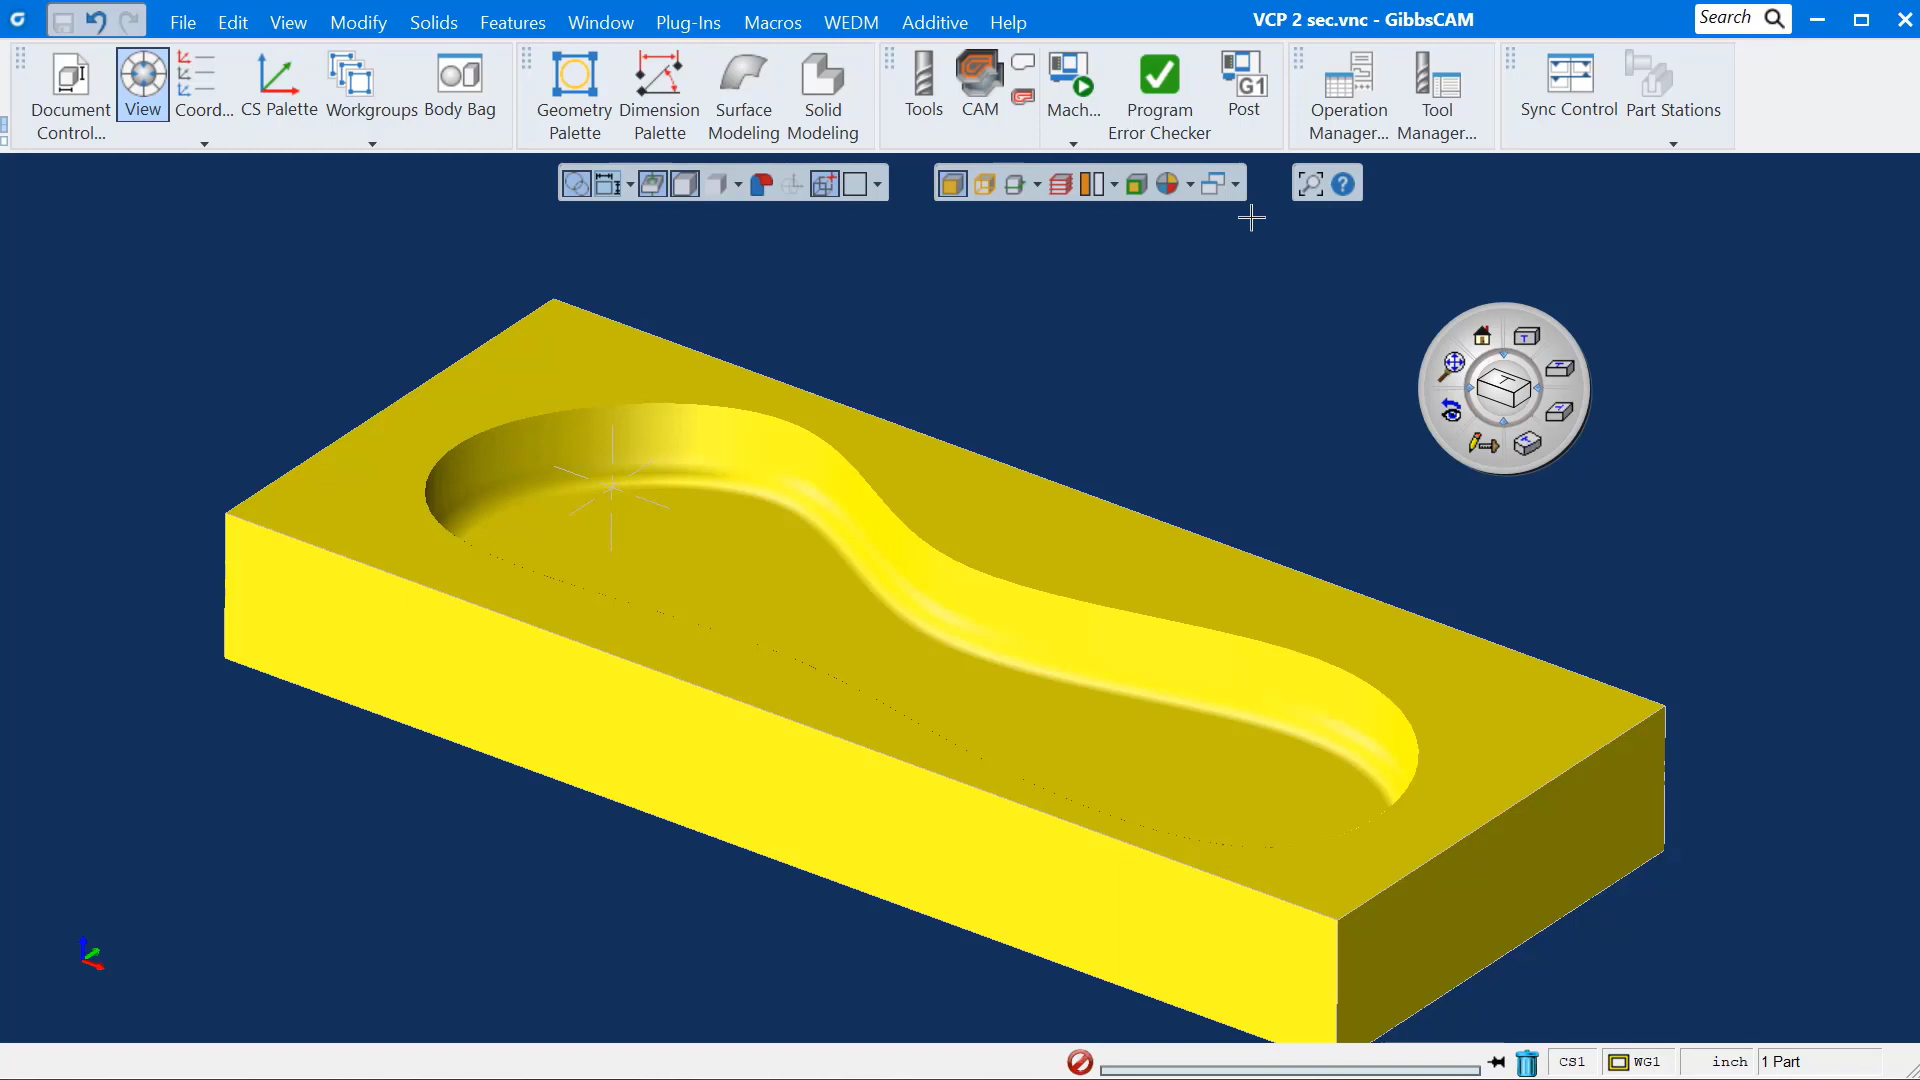 File Edit View Modify Solids Features Window Plug-Ins Macros WEDM Additive Help
VCP 2 sec.vnc - GibbsCAM
Search
Document Control...
View
Coord...
CS Palette
Workgroups
Body Bag
Geometry Palette
Dimension Palette
Surface Modeling
Solid Modeling
Tools
CAM
Mach...
Program Error Checker
G1
Post
Operation Manager...
Tool Manager...
Sync Control
Part Stations
CS1
WG1
inch
1 Part